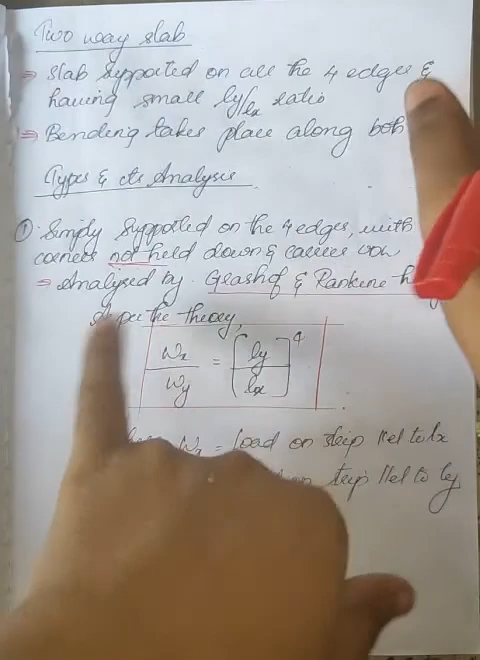 Two way slab
⇒ Slab supported on all the 4 edges &
having small ly/lx ratio
⇒ Bending takes place along both
Types & its Analysis
① Simply supported on the 4 edges, with
corners not held down & carries
⇒ Analysed by Grashof & Rankine
As per the theory,
Wx/Wy = [ly/lx]^4
Wx = load on strip llel to lx
strip llel to ly